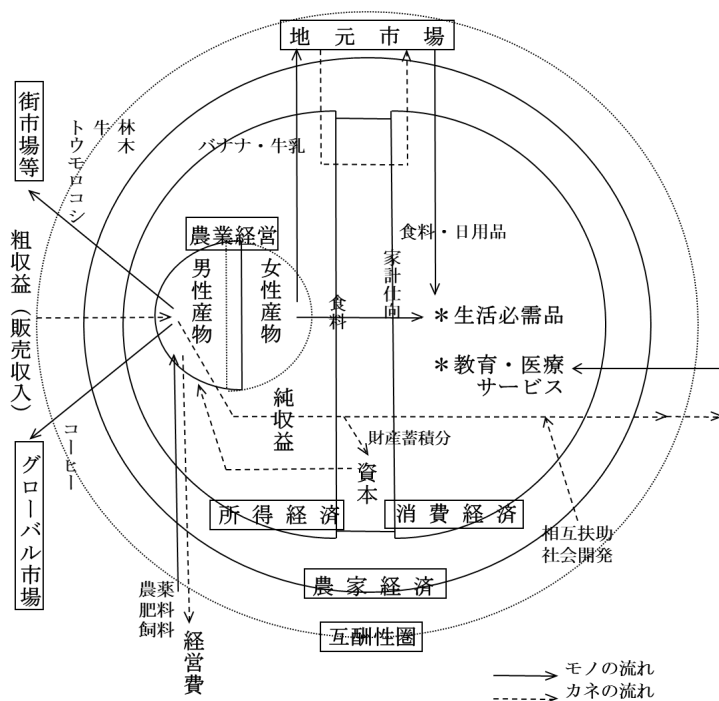 地元市場
街市場等
林木
牛
トウモロコシ
バナナ・牛乳
農業経営
男性産物
女性産物
食料
家計仕向
食料・日用品
＊生活必需品
＊教育・医療
サービス
粗収益（販売収入）
純収益
財産蓄積分
資本
コーヒー
グローバル市場
所得経済
消費経済
相互扶助
社会開発
農家経済
農薬
肥料
飼料
経営費
互酬性圏
モノの流れ
カネの流れ